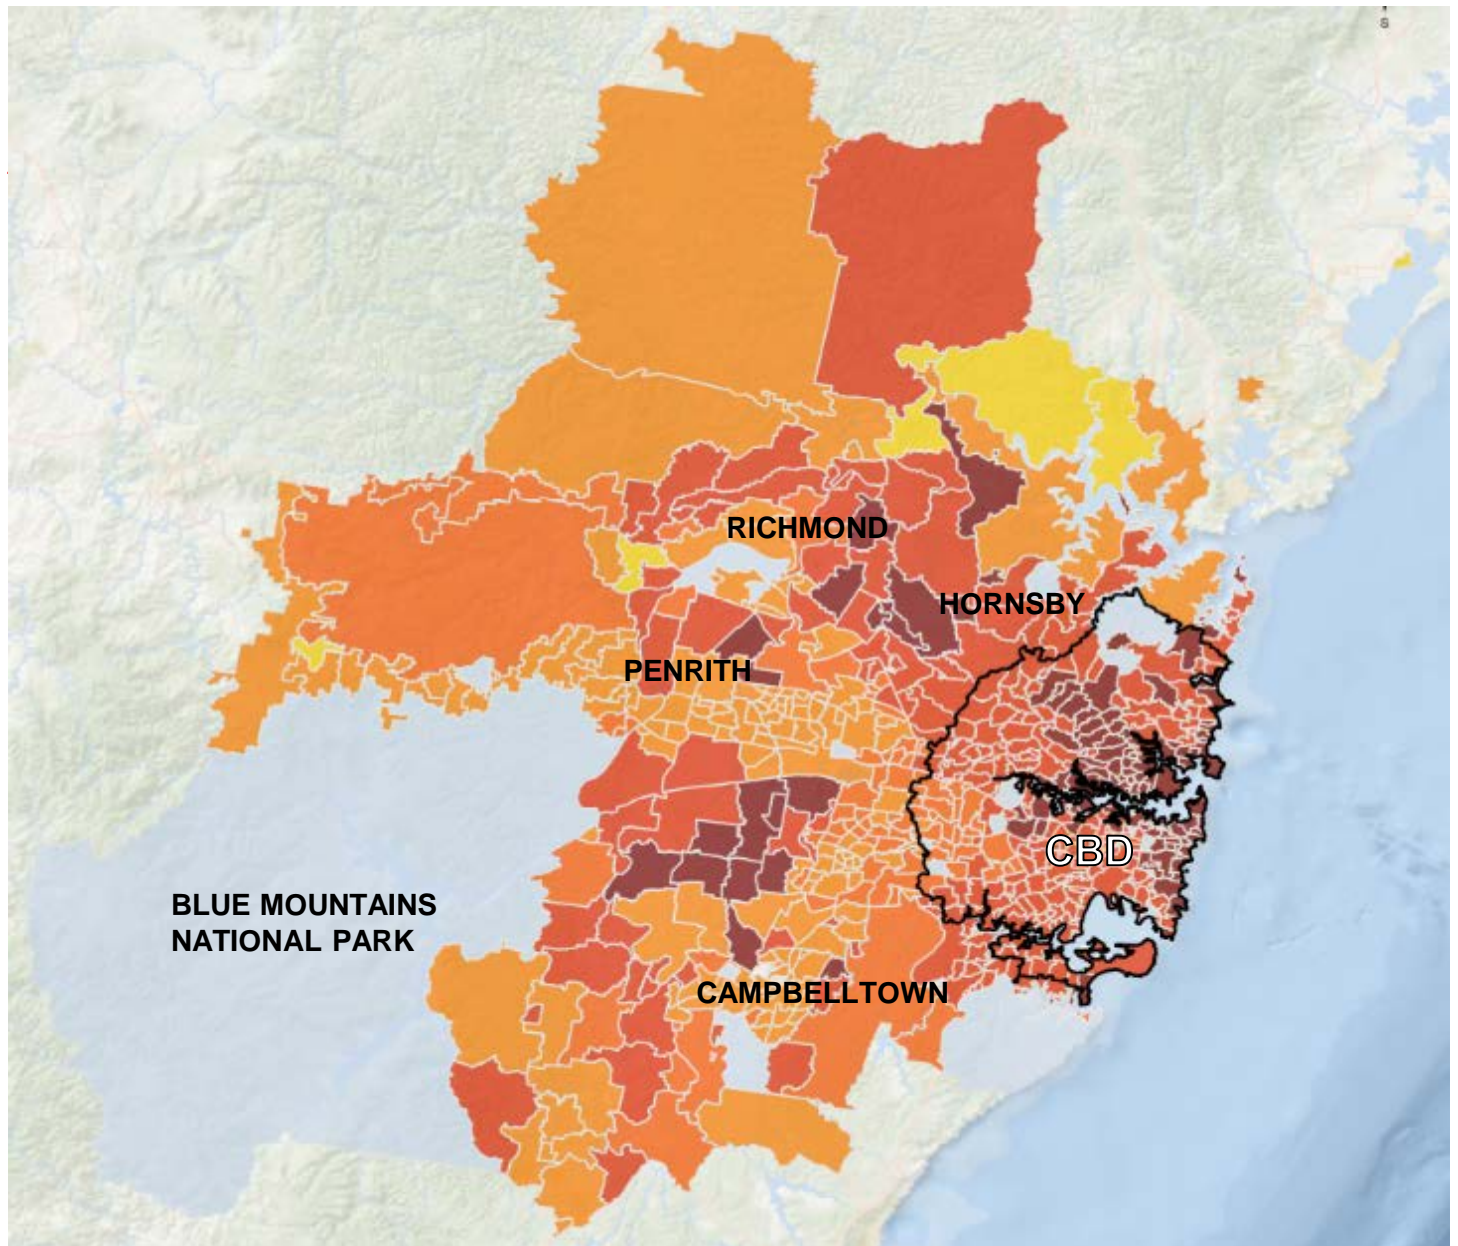 S
RICHMOND
HORNSBY
PENRITH
CBD
BLUE MOUNTAINS
NATIONAL PARK
CAMPBELLTOWN